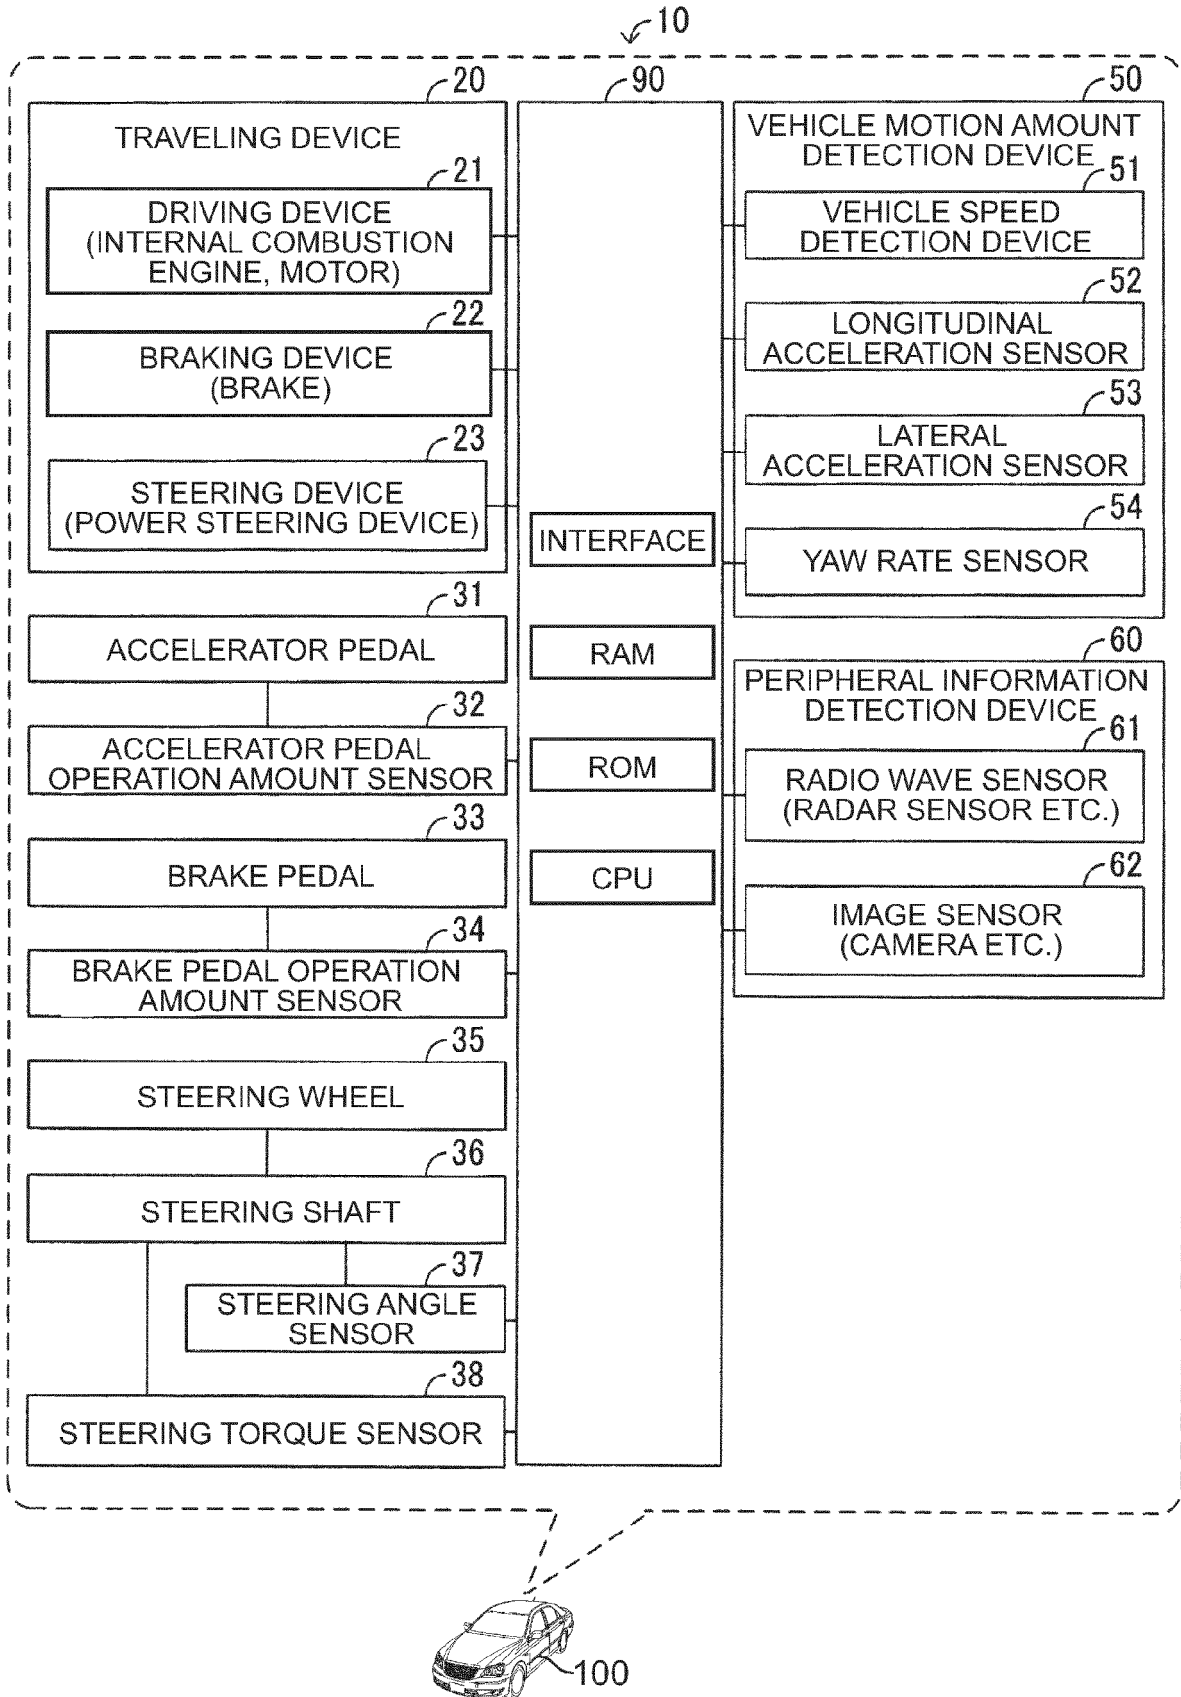 10
20
TRAVELING DEVICE
21
DRIVING DEVICE
(INTERNAL COMBUSTION
ENGINE, MOTOR)
22
BRAKING DEVICE
(BRAKE)
23
STEERING DEVICE
(POWER STEERING DEVICE)
31
ACCELERATOR PEDAL
32
ACCELERATOR PEDAL
OPERATION AMOUNT SENSOR
33
BRAKE PEDAL
34
BRAKE PEDAL OPERATION
AMOUNT SENSOR
35
STEERING WHEEL
36
STEERING SHAFT
37
STEERING ANGLE
SENSOR
38
STEERING TORQUE SENSOR
90
INTERFACE
RAM
ROM
CPU
50
VEHICLE MOTION AMOUNT
DETECTION DEVICE
51
VEHICLE SPEED
DETECTION DEVICE
52
LONGITUDINAL
ACCELERATION SENSOR
53
LATERAL
ACCELERATION SENSOR
54
YAW RATE SENSOR
60
PERIPHERAL INFORMATION
DETECTION DEVICE
61
RADIO WAVE SENSOR
(RADAR SENSOR ETC.)
62
IMAGE SENSOR
(CAMERA ETC.)
100